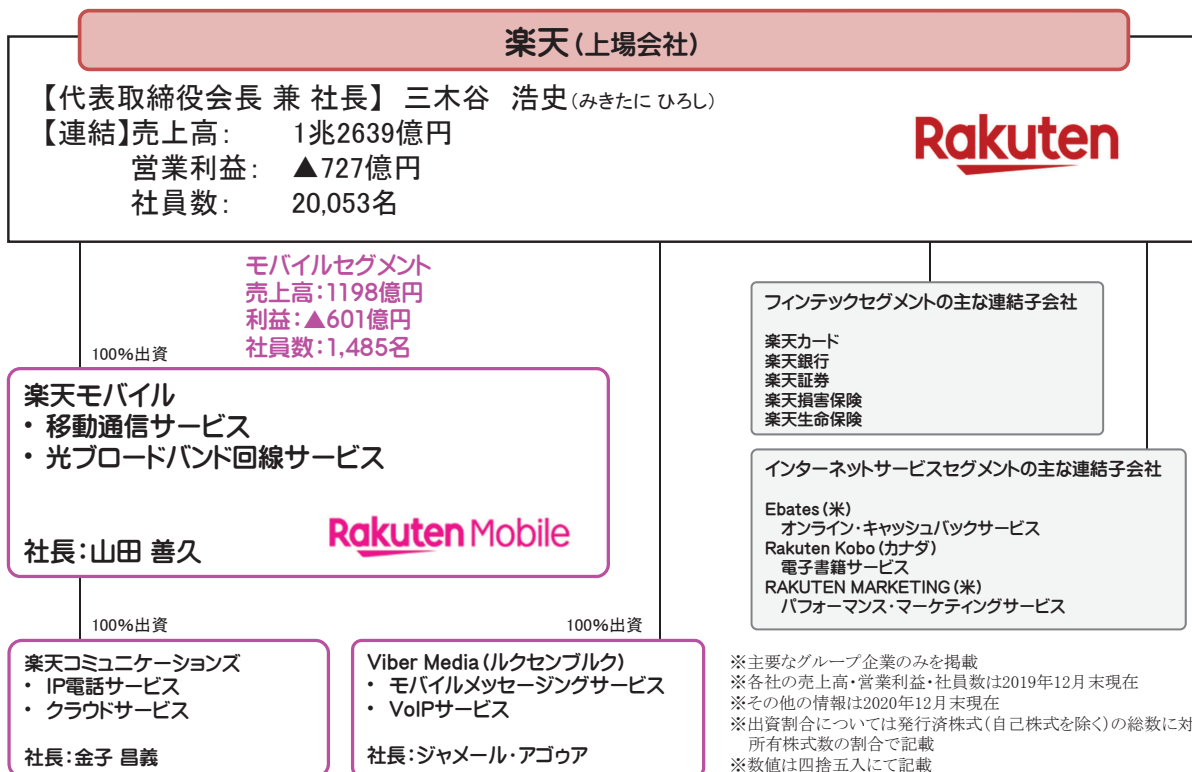 楽天(上場会社)
【代表取締役会長 兼 社長】 三木谷 浩史(みきたに ひろし)
【連結】売上高: 1兆2639億円
営業利益: ▲727億円
社員数: 20,053名
Rakuten
モバイルセグメント
売上高:1198億円
利益:▲601億円
社員数:1,485名
100%出資
楽天モバイル
・ 移動通信サービス
・ 光ブロードバンド回線サービス
社長:山田 善久
Rakuten Mobile
フィンテックセグメントの主な連結子会社
楽天カード
楽天銀行
楽天証券
楽天損害保険
楽天生命保険
インターネットサービスセグメントの主な連結子会社
Ebates(米)
オンライン・キャッシュバックサービス
Rakuten Kobo(カナダ)
電子書籍サービス
RAKUTEN MARKETING(米)
パフォーマンス・マーケティングサービス
100%出資
楽天コミュニケーションズ
・ IP電話サービス
・ クラウドサービス
社長:金子 昌義
100%出資
Viber Media(ルクセンブルク)
・ モバイルメッセージングサービス
・ VoIPサービス
社長:ジャメール・アゴゥア
※主要なグループ企業のみを掲載
※各社の売上高・営業利益・社員数は2019年12月末現在
※その他の情報は2020年12月末現在
※出資割合については発行済株式(自己株式を除く)の総数に対
所有株式数の割合で記載
※数値は四捨五入にて記載